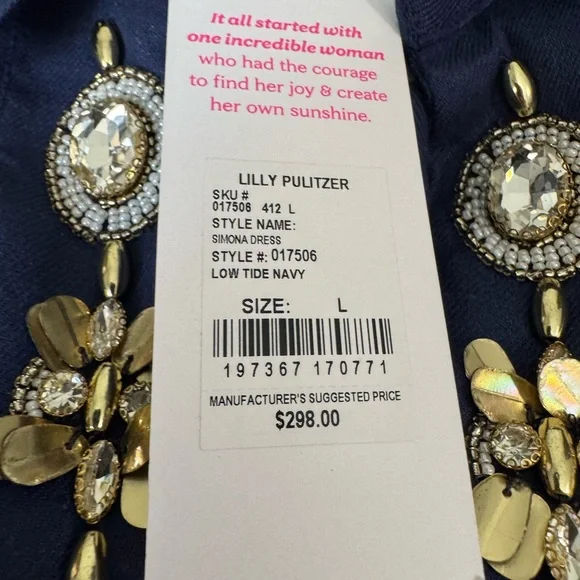 It all started with
one incredible woman
who had the courage
to find her joy & create
her own sunshine.
LILLY PULITZER
SKU #
017506 412 L
STYLE NAME:
SIMONA DRESS
STYLE #: 017506
LOW TIDE NAVY
SIZE: L
197367 170771
MANUFACTURER'S SUGGESTED PRICE
$298.00